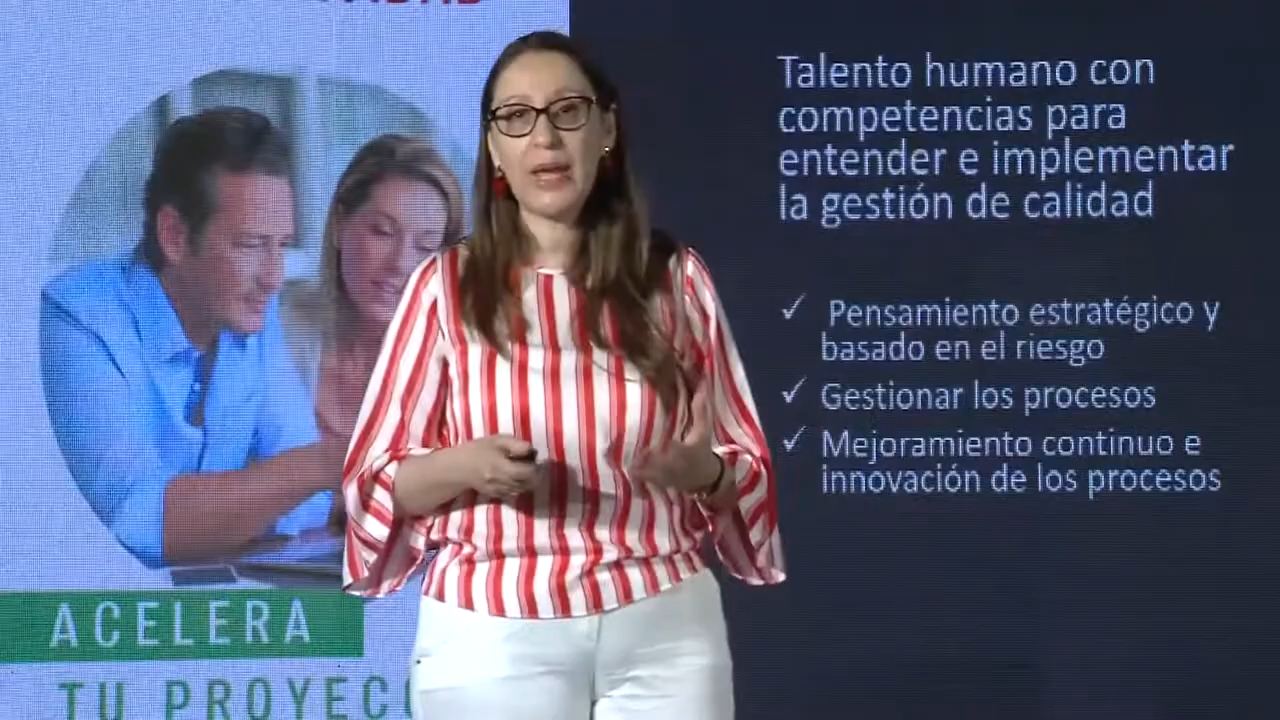 Talento humano con
competencias para
entender e implementar
la gestión de calidad
✓ Pensamiento estratégico y
basado en el riesgo
✓ Gestionar los procesos
✓ Mejoramiento continuo e
innovación de los procesos
ACELERA
TU